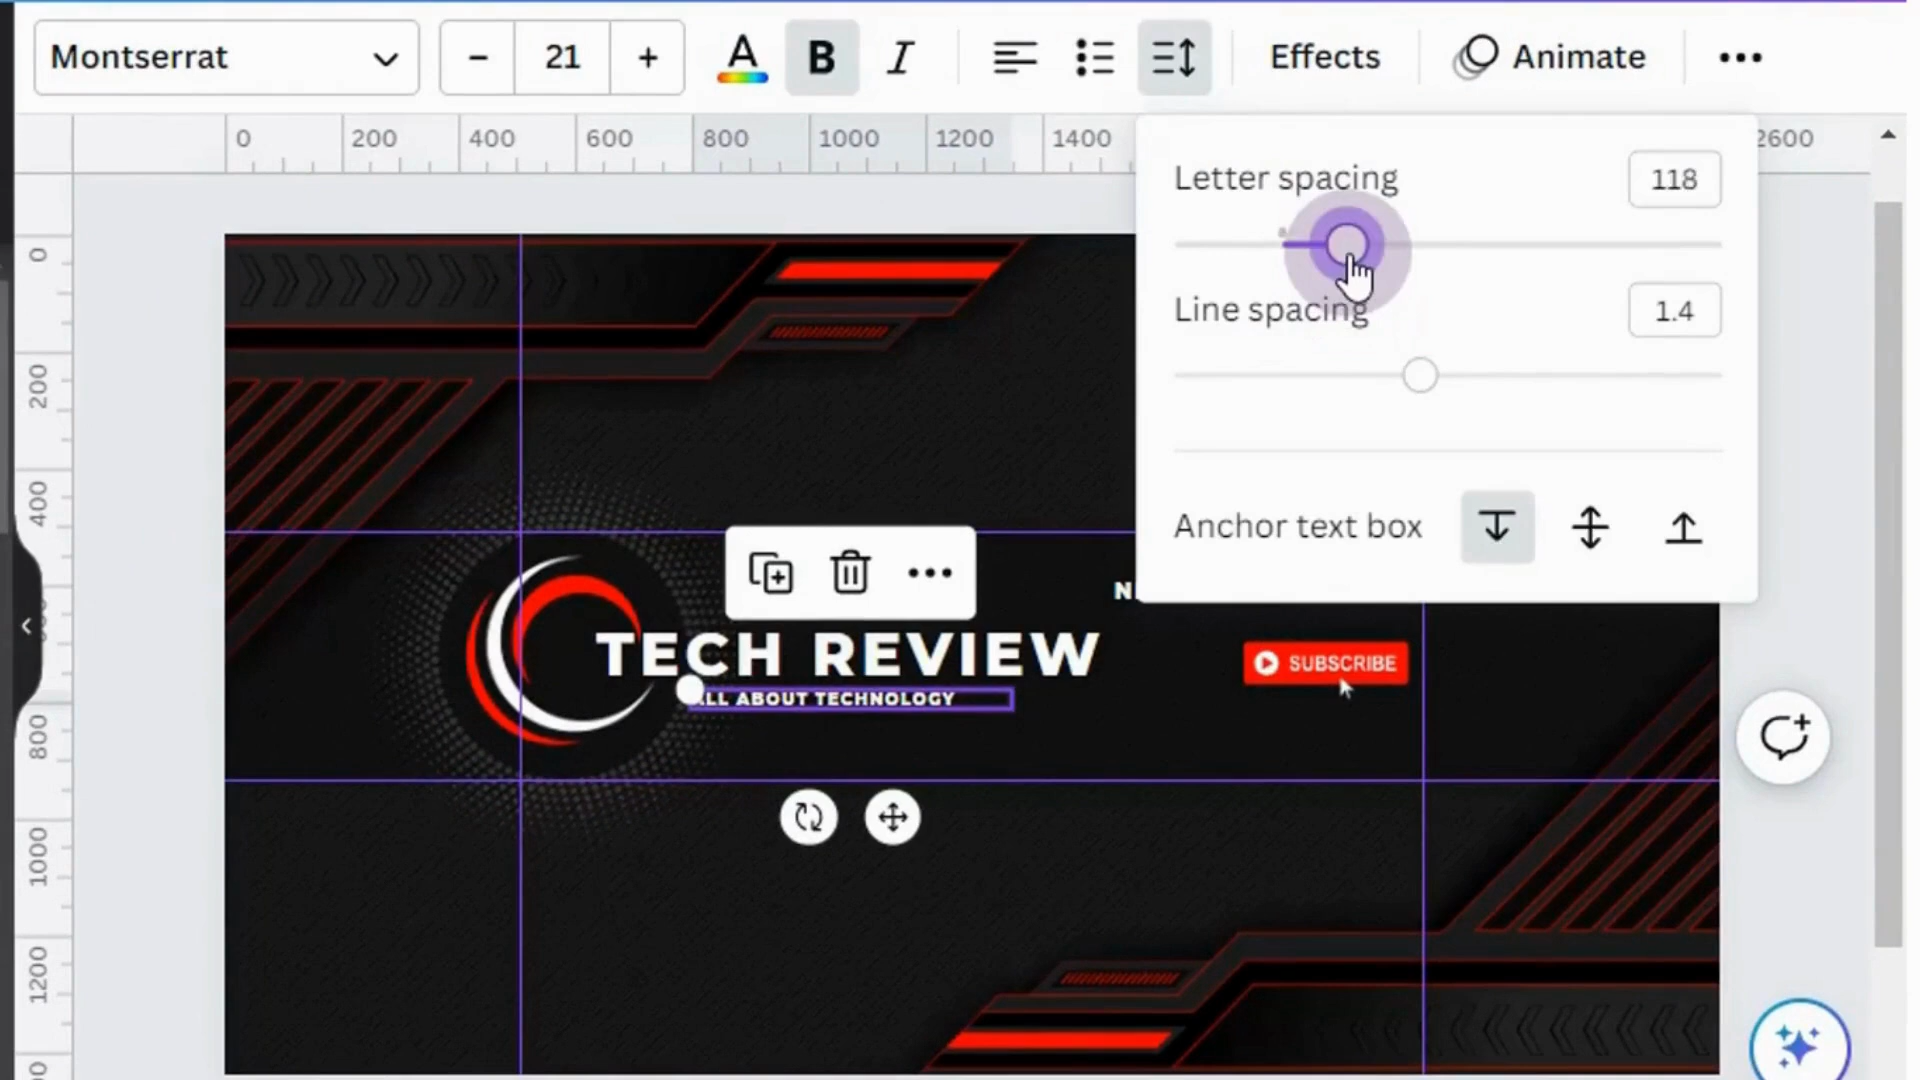 Montserrat
− 21 +
A B I
Effects
Animate
0 200 400 600 800 1000 1200 1400 2600
Letter spacing 118
Line spacing 1.4
Anchor text box
0
200
400
800
1000
1200
TECH REVIEW
ALL ABOUT TECHNOLOGY
SUBSCRIBE